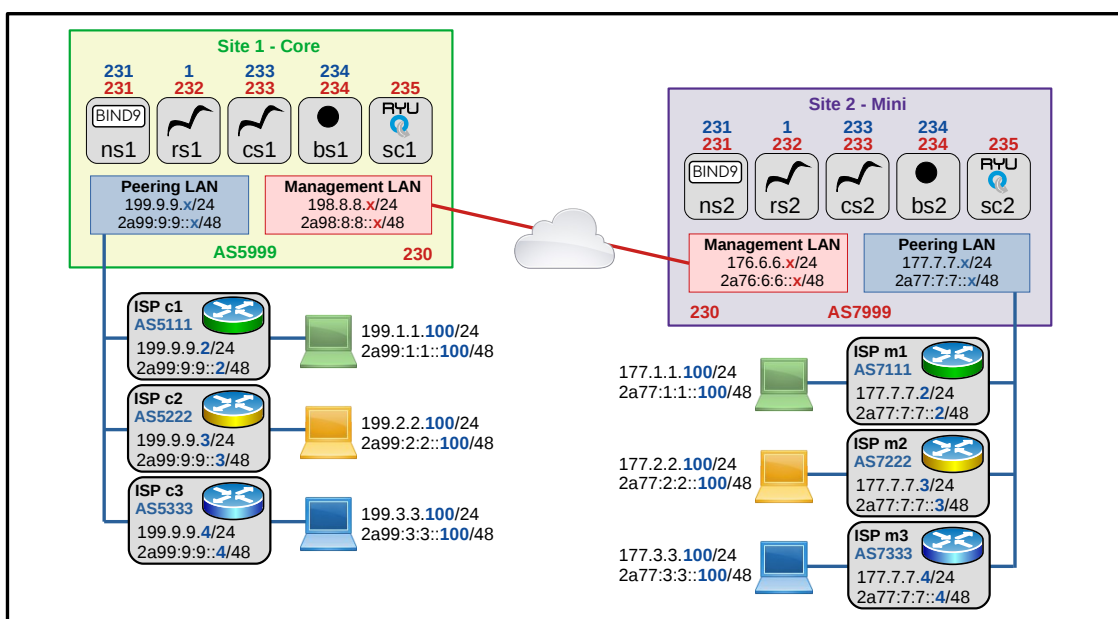 Site 1 - Core
231 1 233 234
231 232 233 234 235
BIND9 RYU
ns1 rs1 cs1 bs1 sc1
Peering LAN
199.9.9.x/24
2a99:9:9::x/48
Management LAN
198.8.8.x/24
2a98:8:8::x/48
AS5999
230
ISP c1
AS5111
199.9.9.2/24
2a99:9:9::2/48
199.1.1.100/24
2a99:1:1::100/48
ISP c2
AS5222
199.9.9.3/24
2a99:9:9::3/48
199.2.2.100/24
2a99:2:2::100/48
ISP c3
AS5333
199.9.9.4/24
2a99:9:9::4/48
199.3.3.100/24
2a99:3:3::100/48
Site 2 - Mini
231 1 233 234
231 232 233 234 235
BIND9 RYU
ns2 rs2 cs2 bs2 sc2
Management LAN
176.6.6.x/24
2a76:6:6::x/48
Peering LAN
177.7.7.x/24
2a77:7:7::x/48
230
AS7999
177.1.1.100/24
2a77:1:1::100/48
ISP m1
AS7111
177.7.7.2/24
2a77:7:7::2/48
177.2.2.100/24
2a77:2:2::100/48
ISP m2
AS7222
177.7.7.3/24
2a77:7:7::3/48
177.3.3.100/24
2a77:3:3::100/48
ISP m3
AS7333
177.7.7.4/24
2a77:7:7::4/48